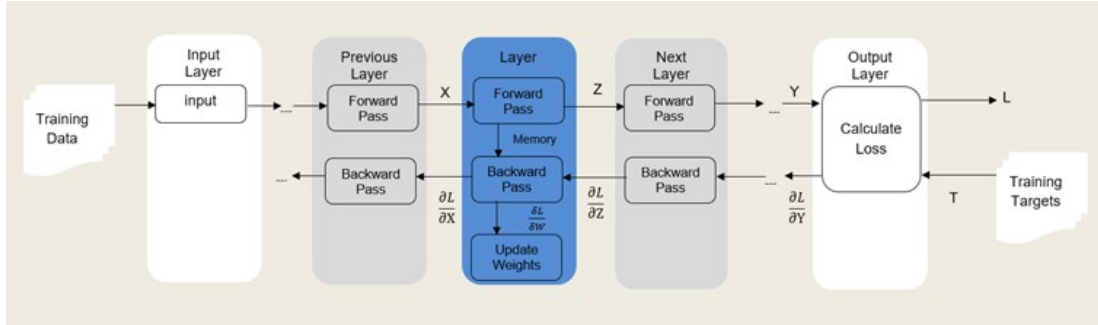 Training
Data
Input
Layer
input
...
Previous
Layer
Forward
Pass
X
Layer
Forward
Pass
Memory
Z
Next
Layer
Forward
Pass
...
Y
Output
Layer
Calculate
Loss
L
...
Backward
Pass
∂L
∂X
Backward
Pass
δL
δW
Update
Weights
∂L
∂Z
Backward
Pass
...
∂L
∂Y
T
Training
Targets